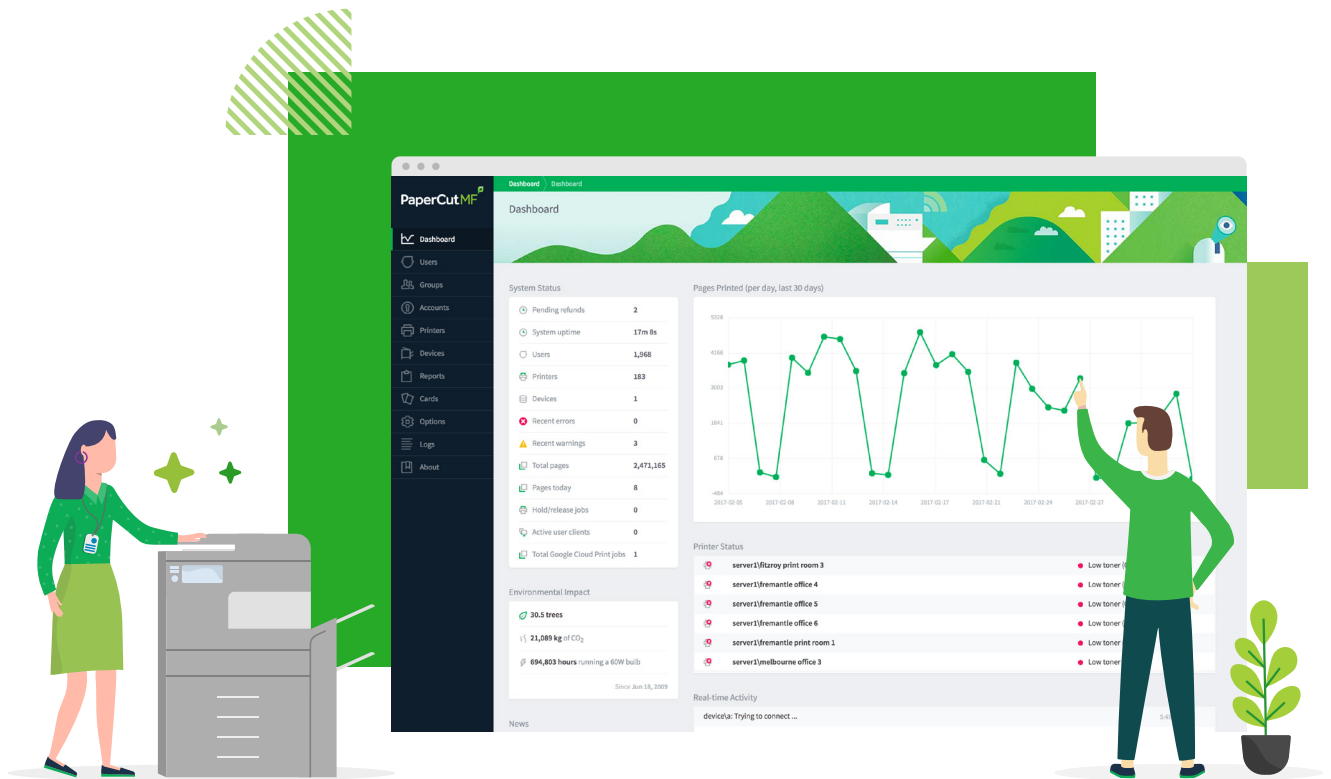 PaperCut MF
Dashboard
Users
Groups
Accounts
Printers
Devices
Reports
Cards
Options
Logs
About
Dashboard Dashboard
Dashboard
System Status
Pending refunds 2
System uptime 17m 8s
Users 1,968
Printers 183
Devices 1
Recent errors 0
Recent warnings 3
Total pages 2,471,165
Pages today 8
Hold/release jobs 0
Active user clients 0
Total Google Cloud Print jobs 1
Environmental Impact
30.5 trees
21,089 kg of CO2
694,803 hours running a 60W bulb
Since Jun 18, 2009
News
Pages Printed (per day, last 30 days)
5328
4166
3003
1841
678
-484
2017-02-05 2017-02-08 2017-02-11 2017-02-14 2017-02-17 2017-02-21 2017-02-24 2017-02-27
Printer Status
server1\fitzroy print room 3 Low toner
server1\fremantle office 4 Low toner
server1\fremantle office 5 Low toner
server1\fremantle office 6 Low toner
server1\fremantle print room 1 Low toner
server1\melbourne office 3 Low toner
Real-time Activity
device\a: Trying to connect ...